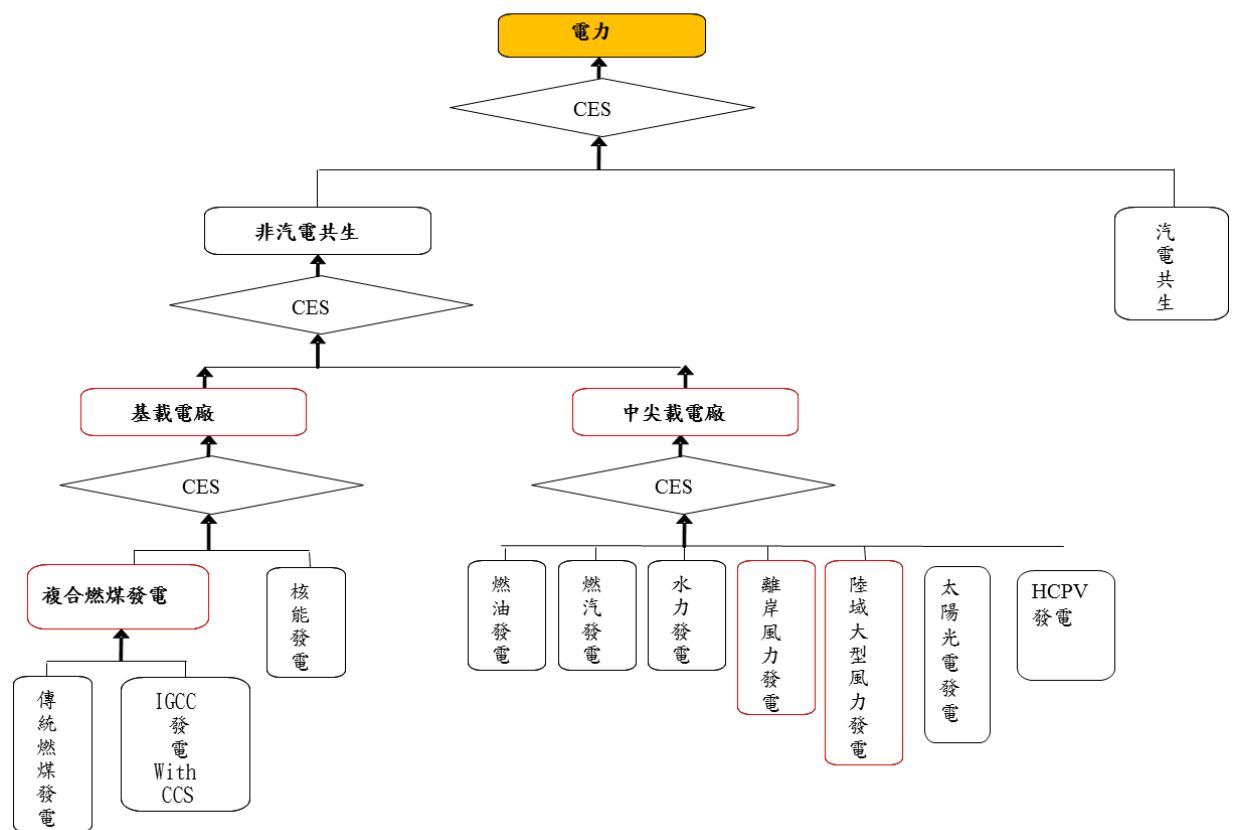 電力
CES
非汽電共生
汽電共生
CES
基載電廠
中尖載電廠
CES
CES
複合燃煤發電
核能發電
燃油發電
燃汽發電
水力發電
離岸風力發電
陸域大型風力發電
太陽光電發電
HCPV
發電
傳統燃煤發電
IGCC
發
電
With
CCS